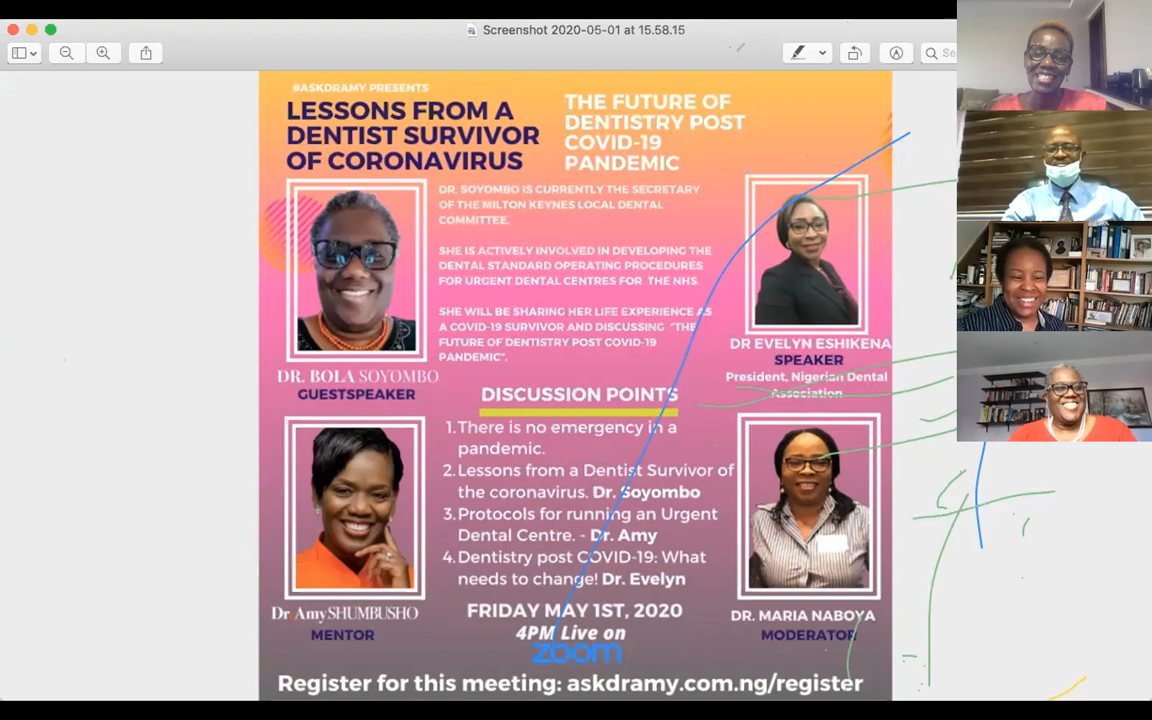 Screenshot 2020-05-01 at 15.58.15
#ASKDRAMY PRESENTS
LESSONS FROM A
DENTIST SURVIVOR
OF CORONAVIRUS
THE FUTURE OF
DENTISTRY POST
COVID-19
PANDEMIC
DR. SOYOMBO IS CURRENTLY THE SECRETARY
OF THE MILTON KEYNES LOCAL DENTAL
COMMITTEE.
SHE IS ACTIVELY INVOLVED IN DEVELOPING THE
DENTAL STANDARD OPERATING PROCEDURES
FOR URGENT DENTAL CENTRES FOR THE NHS.
SHE WILL BE SHARING HER LIFE EXPERIENCE AS
A COVID-19 SURVIVOR AND DISCUSSING "THE
FUTURE OF DENTISTRY POST COVID-19
PANDEMIC".
DR. BOLA SOYOMBO
GUESTSPEAKER
DR EVELYN ESHIKENA
SPEAKER
President, Nigerian Dental
Association
DISCUSSION POINTS
1.There is no emergency in a
pandemic.
2.Lessons from a Dentist Survivor of
the coronavirus. Dr. Soyombo
3.Protocols for running an Urgent
Dental Centre. - Dr. Amy
4.Dentistry post COVID-19: What
needs to change! Dr. Evelyn
Dr.Amy SHUMBUSHO
MENTOR
DR. MARIA NABOYA
MODERATOR
FRIDAY MAY 1ST, 2020
4PM Live on
zoom
Register for this meeting: askdramy.com.ng/register